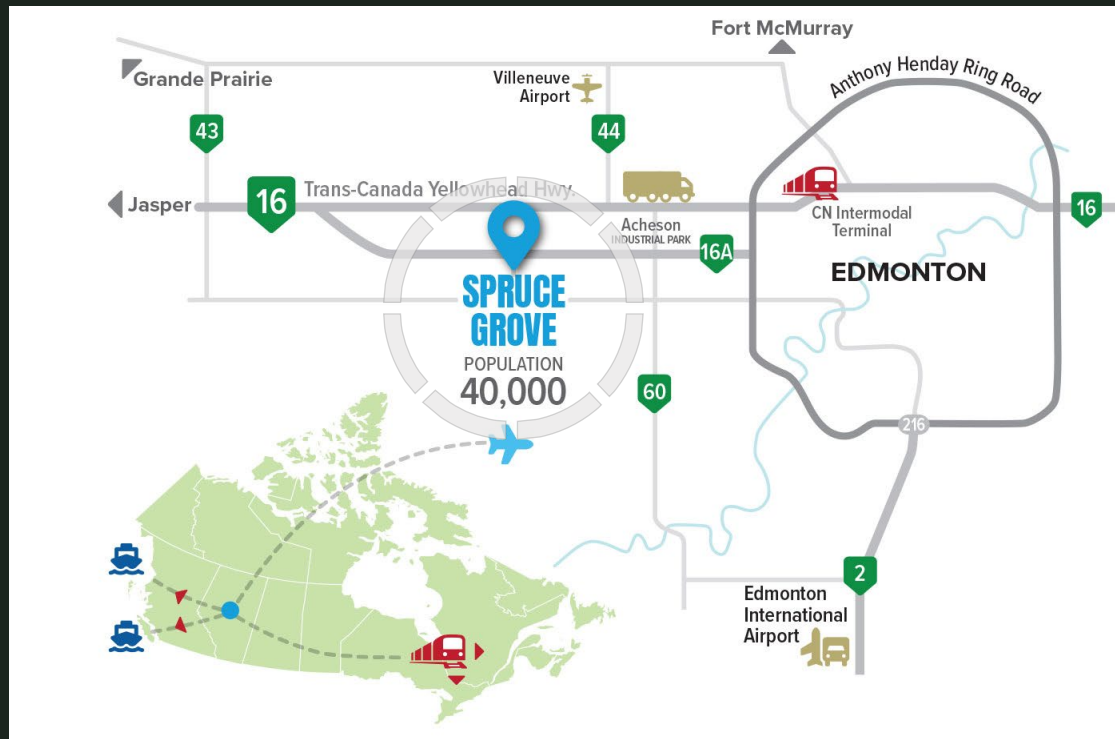 Fort McMurray
Grande Prairie
Villeneuve
Airport
Anthony Henday Ring Road
43
44
16
Trans-Canada Yellowhead Hwy.
Jasper
CN Intermodal
Terminal
16
Acheson
INDUSTRIAL PARK
16A
EDMONTON
SPRUCE
GROVE
POPULATION
40,000
60
216
2
Edmonton
International
Airport